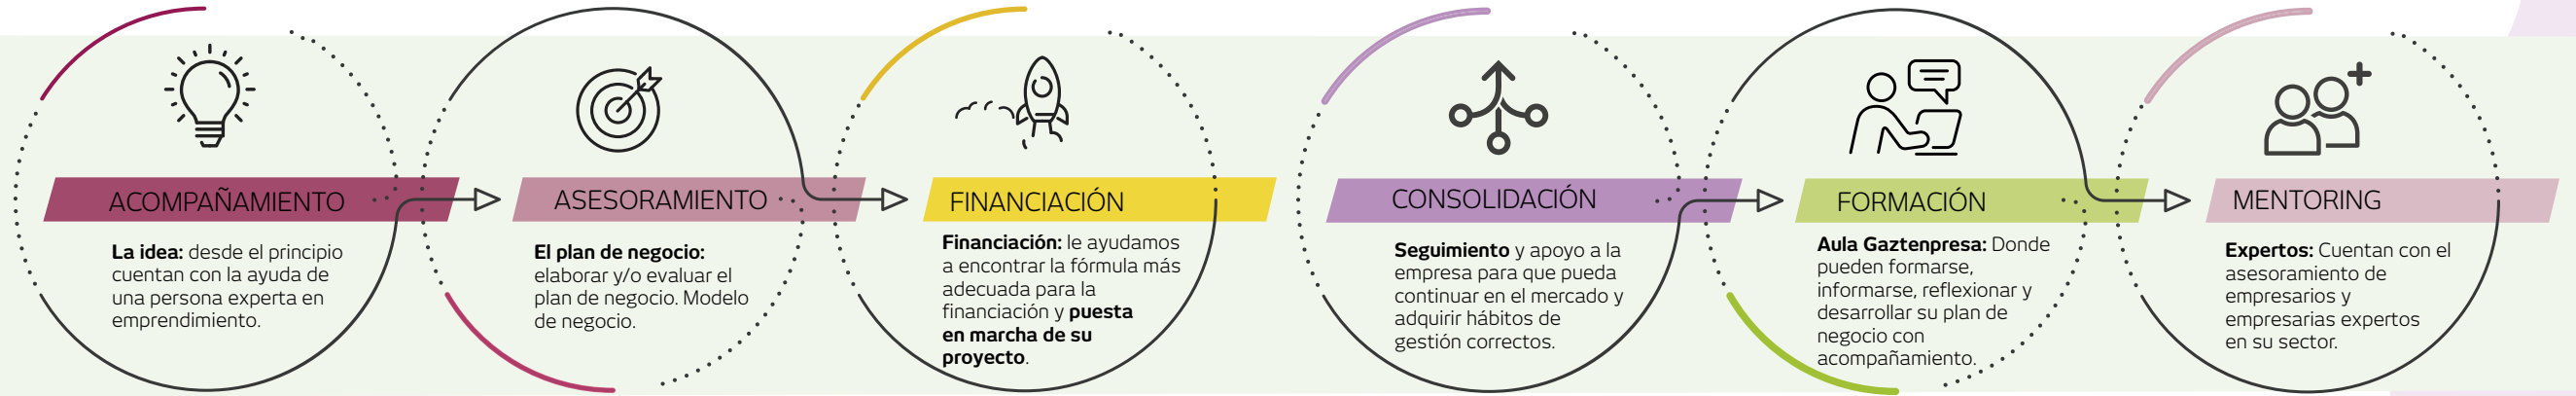 ACOMPAÑAMIENTO
La idea: desde el principio
cuentan con la ayuda de
una persona experta en
emprendimiento.
ASESORAMIENTO
El plan de negocio:
elaborar y/o evaluar el
plan de negocio. Modelo
de negocio.
FINANCIACIÓN
Financiación: le ayudamos
a encontrar la fórmula más
adecuada para la
financiación y puesta
en marcha de su
proyecto.
CONSOLIDACIÓN
Seguimiento y apoyo a la
empresa para que pueda
continuar en el mercado y
adquirir hábitos de
gestión correctos.
FORMACIÓN
Aula Gaztenpresa: Donde
pueden formarse,
informarse, reflexionar y
desarrollar su plan de
negocio con
acompañamiento.
MENTORING
Expertos: Cuentan con el
asesoramiento de
empresarios y
empresarias expertos
en su sector.